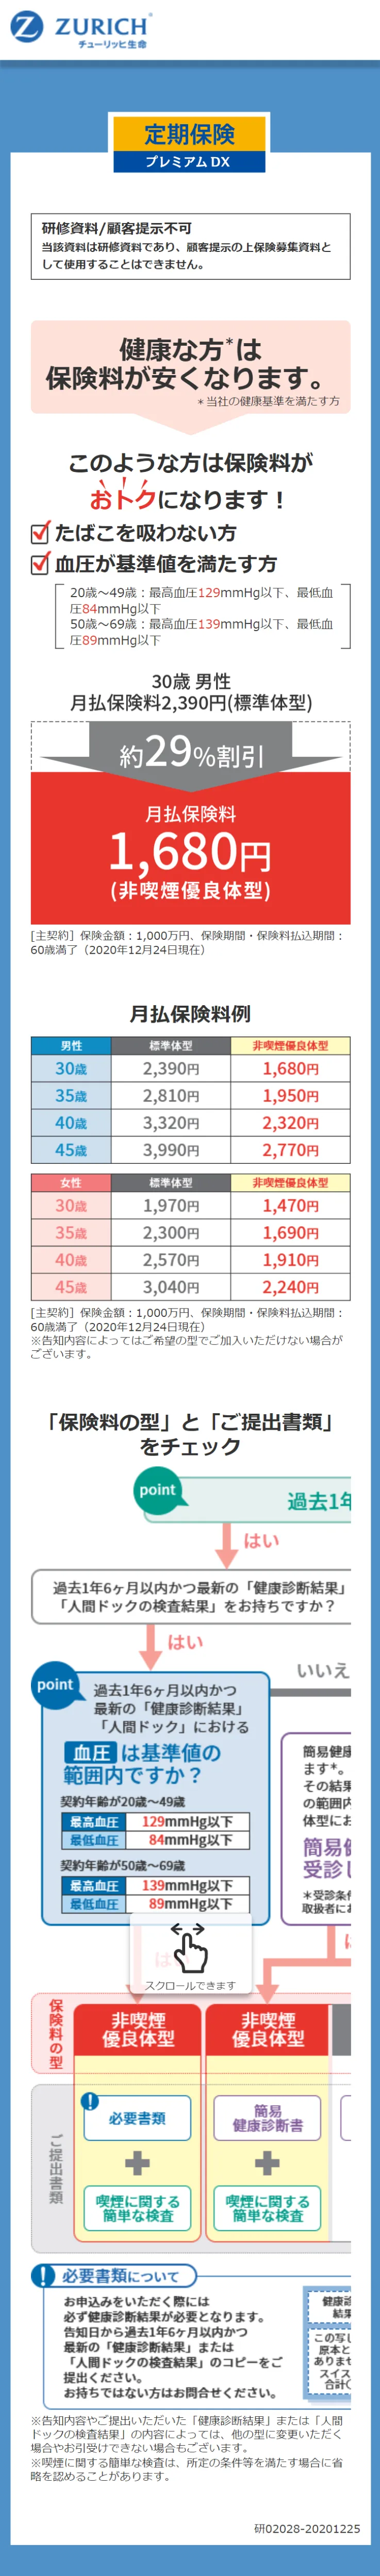 ZURICH
チューリッヒ生命
定期保険
プレミアム DX
研修資料/顧客提示不可
当該資料は研修資料であり、顧客提示の上保険募集資料と
して使用することはできません。
健康な方*は
保険料が安くなります。
*当社の健康基準を満たす方
このような方は保険料が
おトクになります！
たばこを吸わない方
血圧が基準値を満たす方
20歳～49歳：最高血圧129mmHg以下、最低血
圧84mmHg以下
50歳～69歳：最高血圧139mmHg以下、最低血
圧89mmHg以下
30歳 男性
月払保険料2,390円(標準体型)
約29%割引
月払保険料
1,680円
(非喫煙優良体型)
[主契約］保険金額：1,000万円、保険期間・保険料払込期間：
60歳満了（2020年12月24日現在）
月払保険料例
男性 標準体型 非喫煙優良体型
30歳 2,390円 1,680円
35歳 2,810円 1,950円
40歳 3,320円 2,320円
45歳 3,990円 2,770円
女性 標準体型 非喫煙優良体型
30歳 1,970円 1,470円
35歳 2,300円 1,690円
40歳 2,570円 1,910円
45歳 3,040円 2,240円
[主契約］保険金額：1,000万円、保険期間・保険料払込期間：
60歳満了（2020年12月24日現在）
※告知内容によってはご希望の型でご加入いただけない場合が
ございます。
「保険料の型」と「ご提出書類」
をチェック
point
過去1年
はい
過去1年6ヶ月以内かつ最新の「健康診断結果」
「人間ドックの検査結果」をお持ちですか？
はい
いいえ
point
過去1年6ヶ月以内かつ
最新の「健康診断結果」
「人間ドック」における
血圧は基準値の
範囲内ですか？
契約年齢が20歳～49歳
最高血圧 129mmHg以下
最低血圧 84mmHg以下
契約年齢が50歳～69歳
最高血圧 139mmHg以下
最低血圧 89mmHg以下
簡易健康
ます*。
その結果
の範囲内
体型にお
簡易健
受診し
*受診条件
取扱者にお
はい
スクロールできます
保険料の型
非喫煙
優良体型
非喫煙
優良体型
ご提出書類
必要書類
喫煙に関する
簡単な検査
簡易
健康診断書
喫煙に関する
簡単な検査
必要書類について
お申込みをいただく際には
必ず健康診断結果が必要となります。
告知日から過去1年6ヶ月以内かつ
最新の「健康診断結果」または
「人間ドックの検査結果」のコピーをご
提出ください。
お持ちではない方はお問合せください。
健康診
結果
この写し
原本と
ありませ
スイス
合計
※告知内容やご提出いただいた「健康診断結果」または「人間
ドックの検査結果」の内容によっては、他の型に変更いただく
場合やお引受けできない場合もございます。
※喫煙に関する簡単な検査は、所定の条件等を満たす場合に省
略を認めることがあります。
研02028-20201225